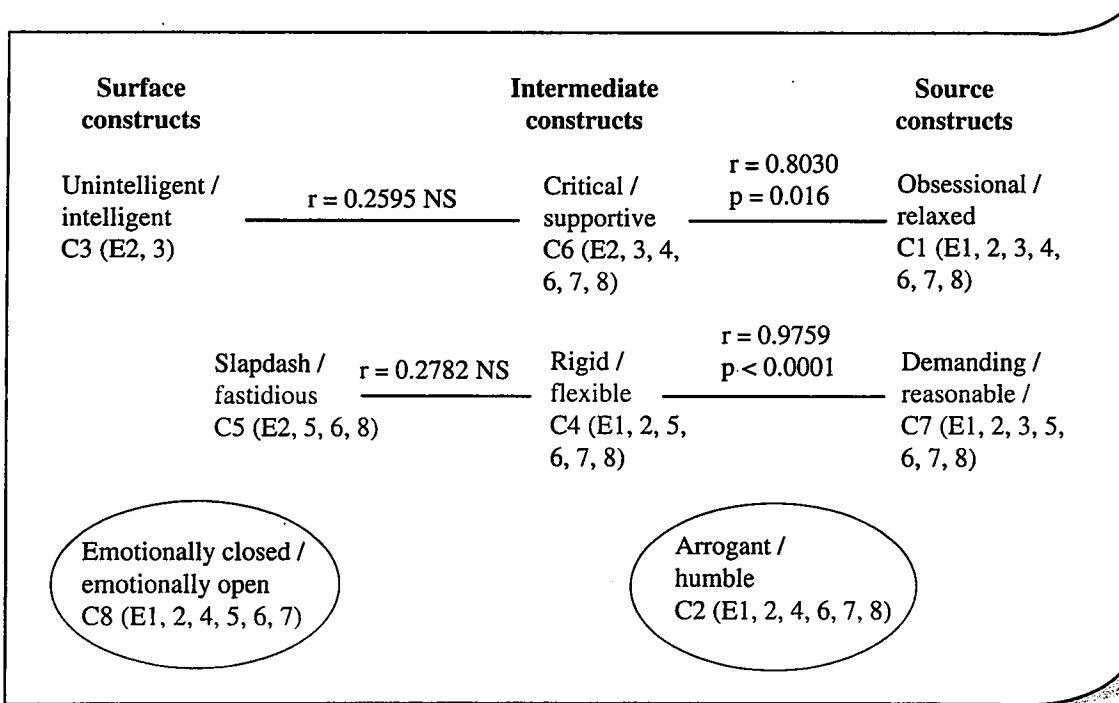 Surface
constructs
Intermediate
constructs
Source
constructs
Unintelligent /
intelligent
C3 (E2, 3)
r = 0.2595 NS
Critical /
supportive
C6 (E2, 3, 4,
6, 7, 8)
r = 0.8030
p = 0.016
Obsessional /
relaxed
C1 (E1, 2, 3, 4,
6, 7, 8)
Slapdash /
fastidious
C5 (E2, 5, 6, 8)
r = 0.2782 NS
Rigid /
flexible
C4 (E1, 2, 5,
6, 7, 8)
r = 0.9759
p < 0.0001
Demanding /
reasonable /
C7 (E1, 2, 3, 5,
6, 7, 8)
Emotionally closed /
emotionally open
C8 (E1, 2, 4, 5, 6, 7)
Arrogant /
humble
C2 (E1, 2, 4, 6, 7, 8)